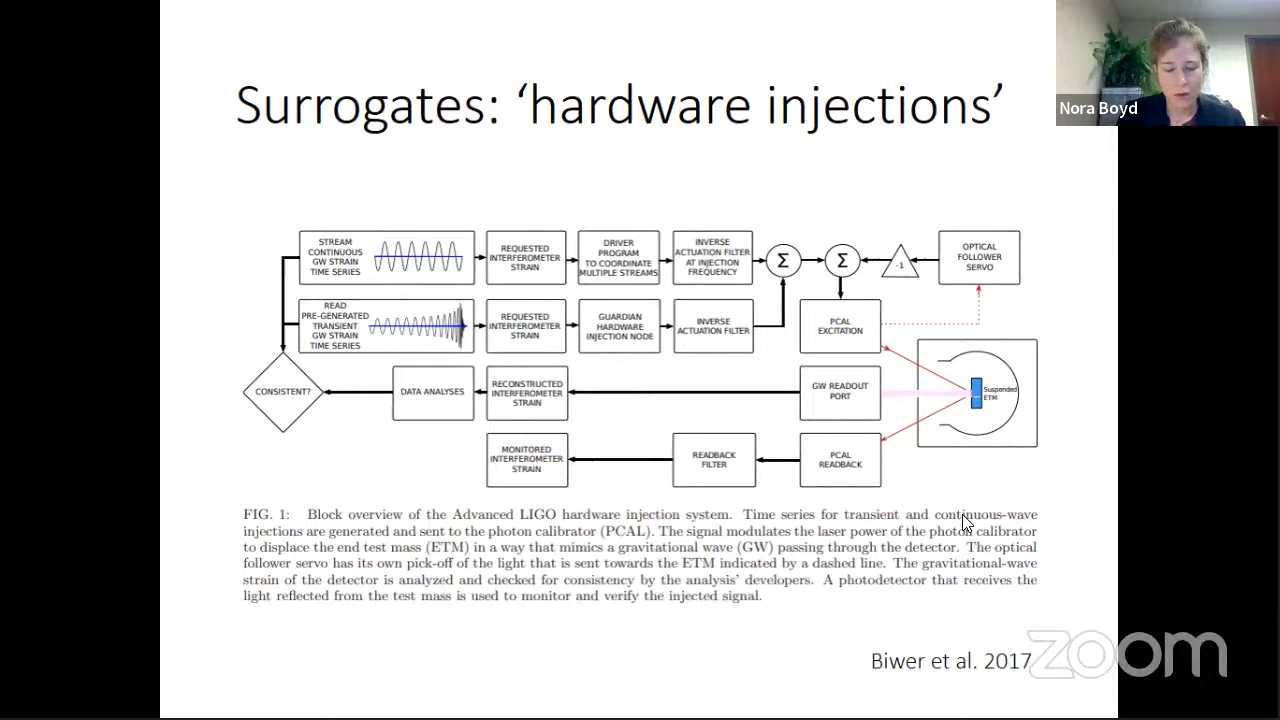 Surrogates: ‘hardware injections’
Nora Boyd
STREAM
CONTINUOUS
GW STRAIN
TIME SERIES
REQUESTED
INTERFEROMETER
STRAIN
DRIVER
PROGRAM
TO COORDINATE
MULTIPLE STREAMS
INVERSE
ACTUATION FILTER
AT INJECTION
FREQUENCY
Σ
Σ
-1
OPTICAL
FOLLOWER
SERVO
READ
PRE-GENERATED
TRANSIENT
GW STRAIN
TIME SERIES
REQUESTED
INTERFEROMETER
STRAIN
GUARDIAN
HARDWARE
INJECTION NODE
INVERSE
ACTUATION FILTER
PCAL
EXCITATION
CONSISTENT?
DATA ANALYSES
RECONSTRUCTED
INTERFEROMETER
STRAIN
GW READOUT
PORT
Suspended
ETM
MONITORED
INTERFEROMETER
STRAIN
READBACK
FILTER
PCAL
READBACK
FIG. 1: Block overview of the Advanced LIGO hardware injection system. Time series for transient and continuous-wave
injections are generated and sent to the photon calibrator (PCAL). The signal modulates the laser power of the photon calibrator
to displace the end test mass (ETM) in a way that mimics a gravitational wave (GW) passing through the detector. The optical
follower servo has its own pick-off of the light that is sent towards the ETM indicated by a dashed line. The gravitational-wave
strain of the detector is analyzed and checked for consistency by the analysis’ developers. A photodetector that receives the
light reflected from the test mass is used to monitor and verify the injected signal.
Biwer et al. 2017
zoom